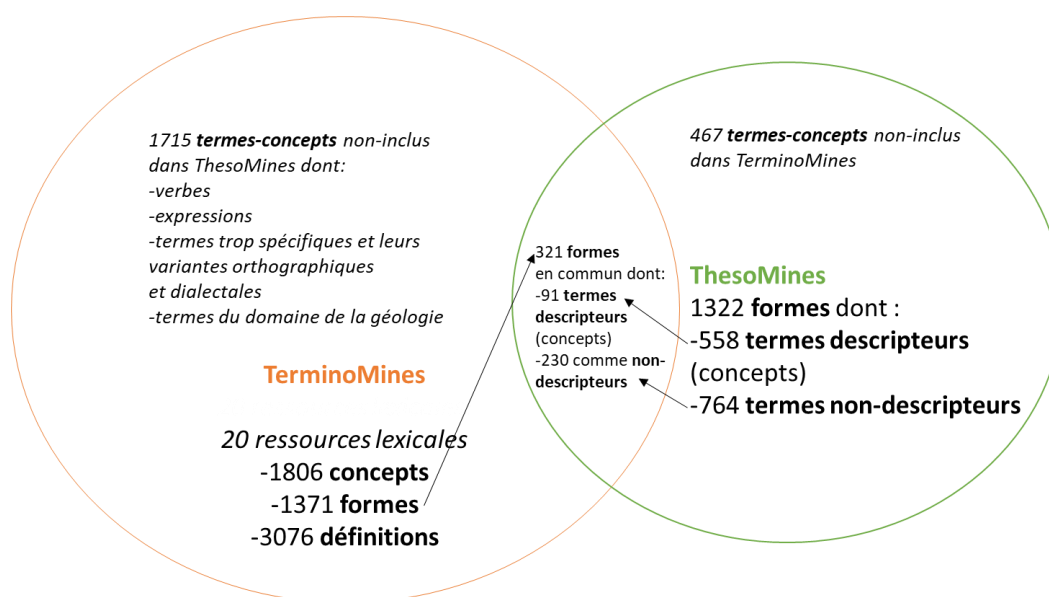 1715 termes-concepts non-inclus
dans ThesoMines dont:
-verbes
-expressions
-termes trop spécifiques et leurs
variantes orthographiques
et dialectales
-termes du domaine de la géologie
TerminoMines
20 ressources lexicales
-1806 concepts
-1371 formes
-3076 définitions
321 formes
en commun dont:
-91 termes
descripteurs
(concepts)
-230 comme non-
descripteurs
467 termes-concepts non-inclus
dans TerminoMines
ThesoMines
1322 formes dont :
-558 termes descripteurs
(concepts)
-764 termes non-descripteurs